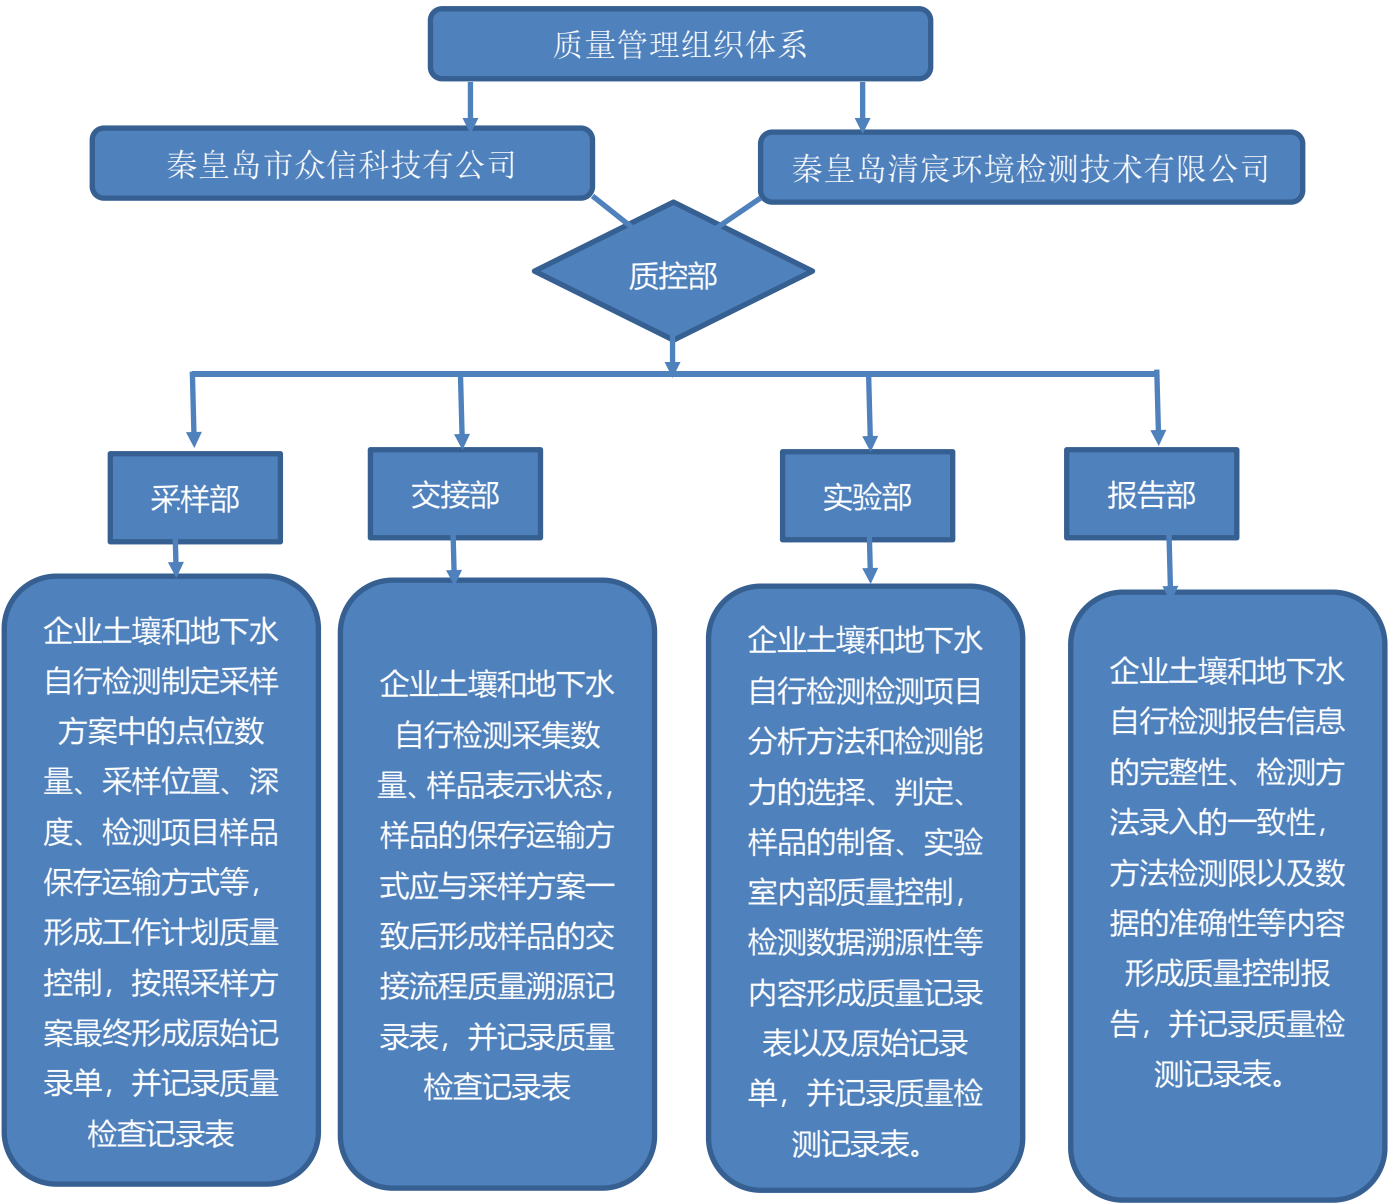 质量管理组织体系
秦皇岛市众信科技有公司
秦皇岛清宸环境检测技术有限公司
质控部
采样部
交接部
实验部
报告部
企业土壤和地下水
自行检测制定采样
方案中的点位数
量、采样位置、深
度、检测项目样品
保存运输方式等，
形成工作计划质量
控制，按照采样方
案最终形成原始记
录单，并记录质量
检查记录表
企业土壤和地下水
自行检测采集数
量、样品表示状态，
样品的保存运输方
式应与采样方案一
致后形成样品的交
接流程质量溯源记
录表，并记录质量
检查记录表
企业土壤和地下水
自行检测检测项目
分析方法和检测能
力的选择、判定、
样品的制备、实验
室内部质量控制，
检测数据溯源性等
内容形成质量记录
表以及原始记录
单，并记录质量检
测记录表。
企业土壤和地下水
自行检测报告信息
的完整性、检测方
法录入的一致性，
方法检测限以及数
据的准确性等内容
形成质量控制报
告，并记录质量检
测记录表。